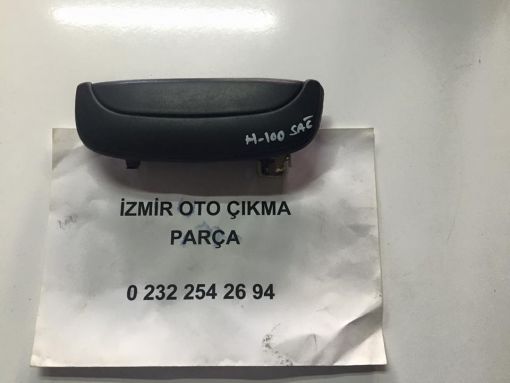 H-100 SAĞ
İZMİR OTO ÇIKMA
PARÇA
0 232 254 26 94